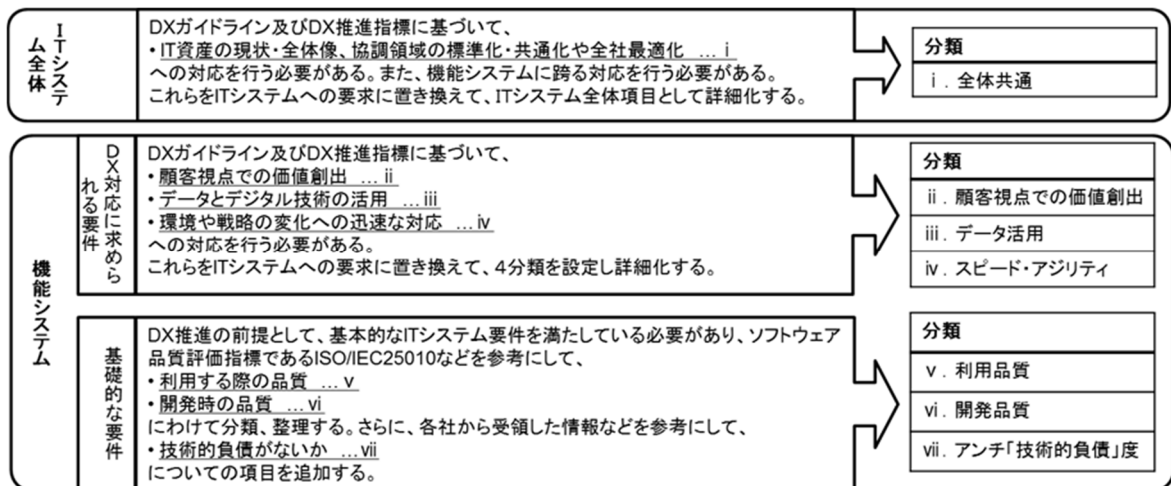 ITシステム全体
DXガイドライン及びDX推進指標に基づいて、
・IT資産の現状・全体像、協調領域の標準化・共通化や全社最適化 … ⅰ
への対応を行う必要がある。また、機能システムに跨る対応を行う必要がある。
これらをITシステムへの要求に置き換えて、ITシステム全体項目として詳細化する。
分類
ⅰ．全体共通
機能システム
DX対応に求められる要件
DXガイドライン及びDX推進指標に基づいて、
・顧客視点での価値創出 … ⅱ
・データとデジタル技術の活用 … ⅲ
・環境や戦略の変化への迅速な対応 … ⅳ
への対応を行う必要がある。
これらをITシステムへの要求に置き換えて、4分類を設定し詳細化する。
分類
ⅱ．顧客視点での価値創出
ⅲ．データ活用
ⅳ．スピード・アジリティ
基礎的な要件
DX推進の前提として、基本的なITシステム要件を満たしている必要があり、ソフトウェア
品質評価指標であるISO/IEC25010などを参考にして、
・利用する際の品質 … ⅴ
・開発時の品質 … ⅵ
にわけて分類、整理する。さらに、各社から受領した情報などを参考にして、
・技術的負債がないか …ⅶ
についての項目を追加する。
分類
ⅴ．利用品質
ⅵ．開発品質
ⅶ．アンチ「技術的負債」度